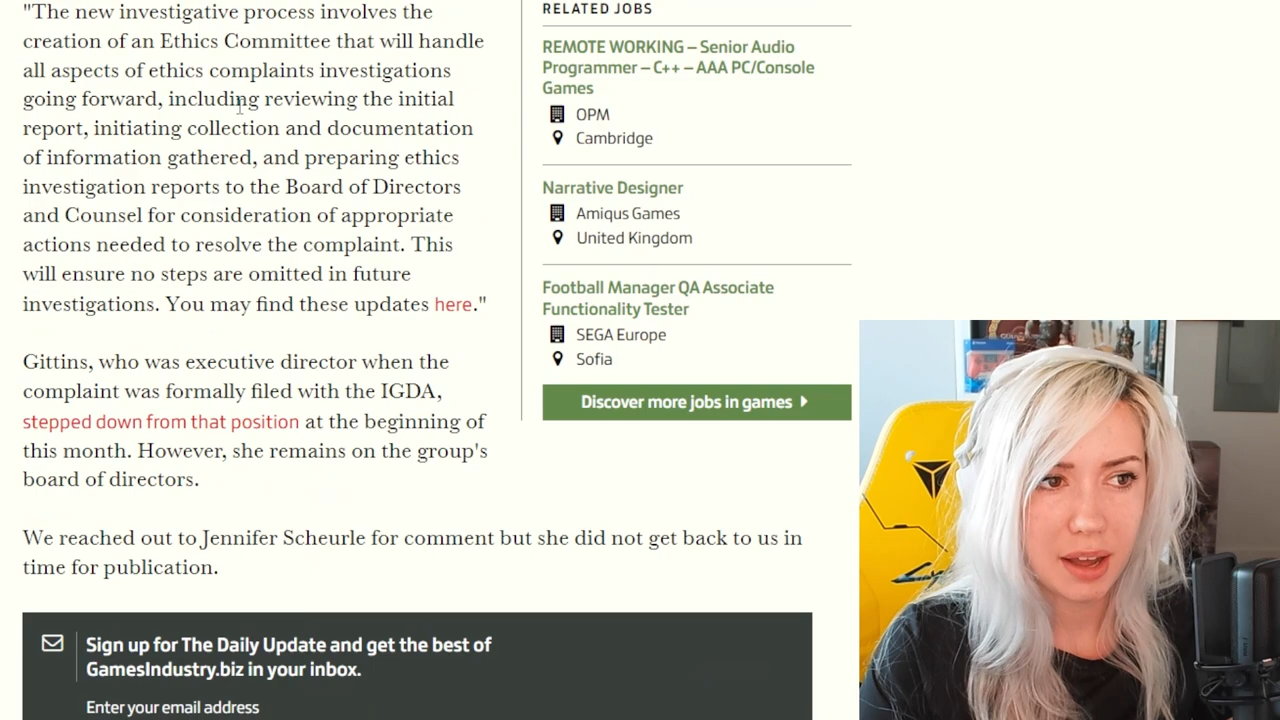 "The new investigative process involves the
creation of an Ethics Committee that will handle
all aspects of ethics complaints investigations
going forward, including reviewing the initial
report, initiating collection and documentation
of information gathered, and preparing ethics
investigation reports to the Board of Directors
and Counsel for consideration of appropriate
actions needed to resolve the complaint. This
will ensure no steps are omitted in future
investigations. You may find these updates here."
Gittins, who was executive director when the
complaint was formally filed with the IGDA,
stepped down from that position at the beginning of
this month. However, she remains on the group's
board of directors.
We reached out to Jennifer Scheurle for comment but she did not get back to us in
time for publication.
Sign up for The Daily Update and get the best of
GamesIndustry.biz in your inbox.
Enter your email address
RELATED JOBS
REMOTE WORKING – Senior Audio
Programmer – C++ – AAA PC/Console
Games
OPM
Cambridge
Narrative Designer
Amiqus Games
United Kingdom
Football Manager QA Associate
Functionality Tester
SEGA Europe
Sofia
Discover more jobs in games